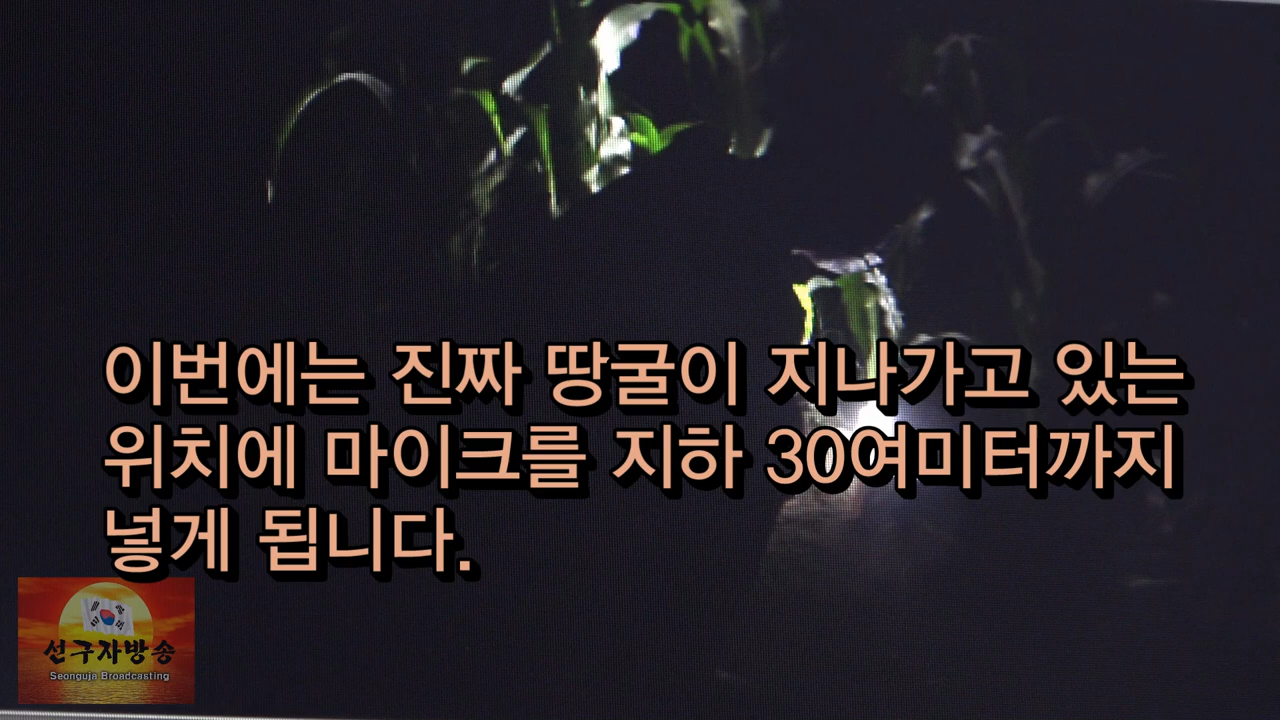 이번에는 진짜 땅굴이 지나가고 있는
위치에 마이크를 지하 30여미터까지
넣게 됩니다.
선구자방송
Seonguja Broadcasting